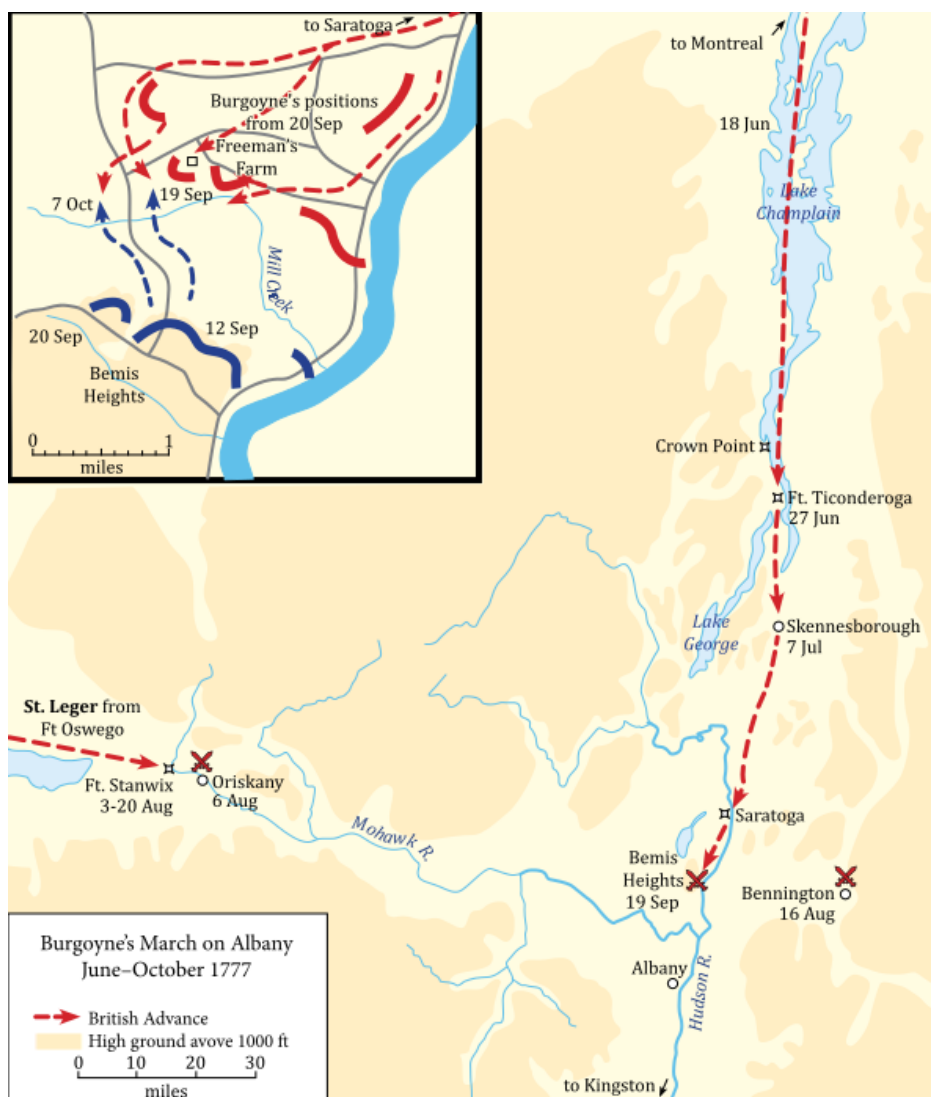 to Saratoga
Burgoyne's positions
from 20 Sep
Freeman's
Farm
7 Oct
19 Sep
Mill Creek
20 Sep
12 Sep
Bemis
Heights
0 1
miles
to Montreal
18 Jun
Lake
Champlain
Crown Point
Ft. Ticonderoga
27 Jun
Lake
George
Skennesborough
7 Jul
St. Leger from
Ft Oswego
Ft. Stanwix
3-20 Aug
Oriskany
6 Aug
Mohawk R.
Saratoga
Bemis
Heights
19 Sep
Bennington
16 Aug
Albany
Hudson R.
to Kingston
Burgoyne's March on Albany
June–October 1777
British Advance
High ground above 1000 ft
0 10 20 30
miles